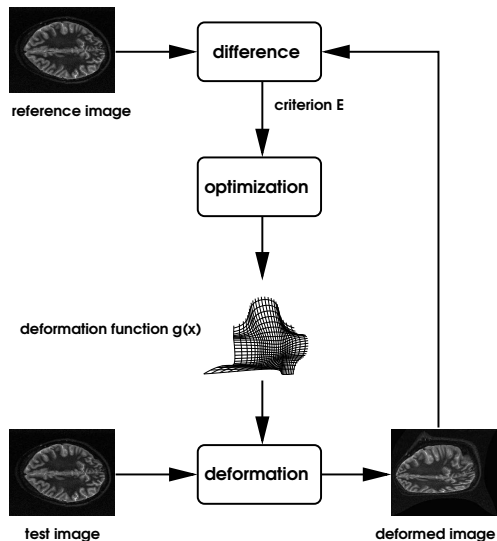 difference
reference image
criterion E
optimization
deformation function g(x)
deformation
test image
deformed image